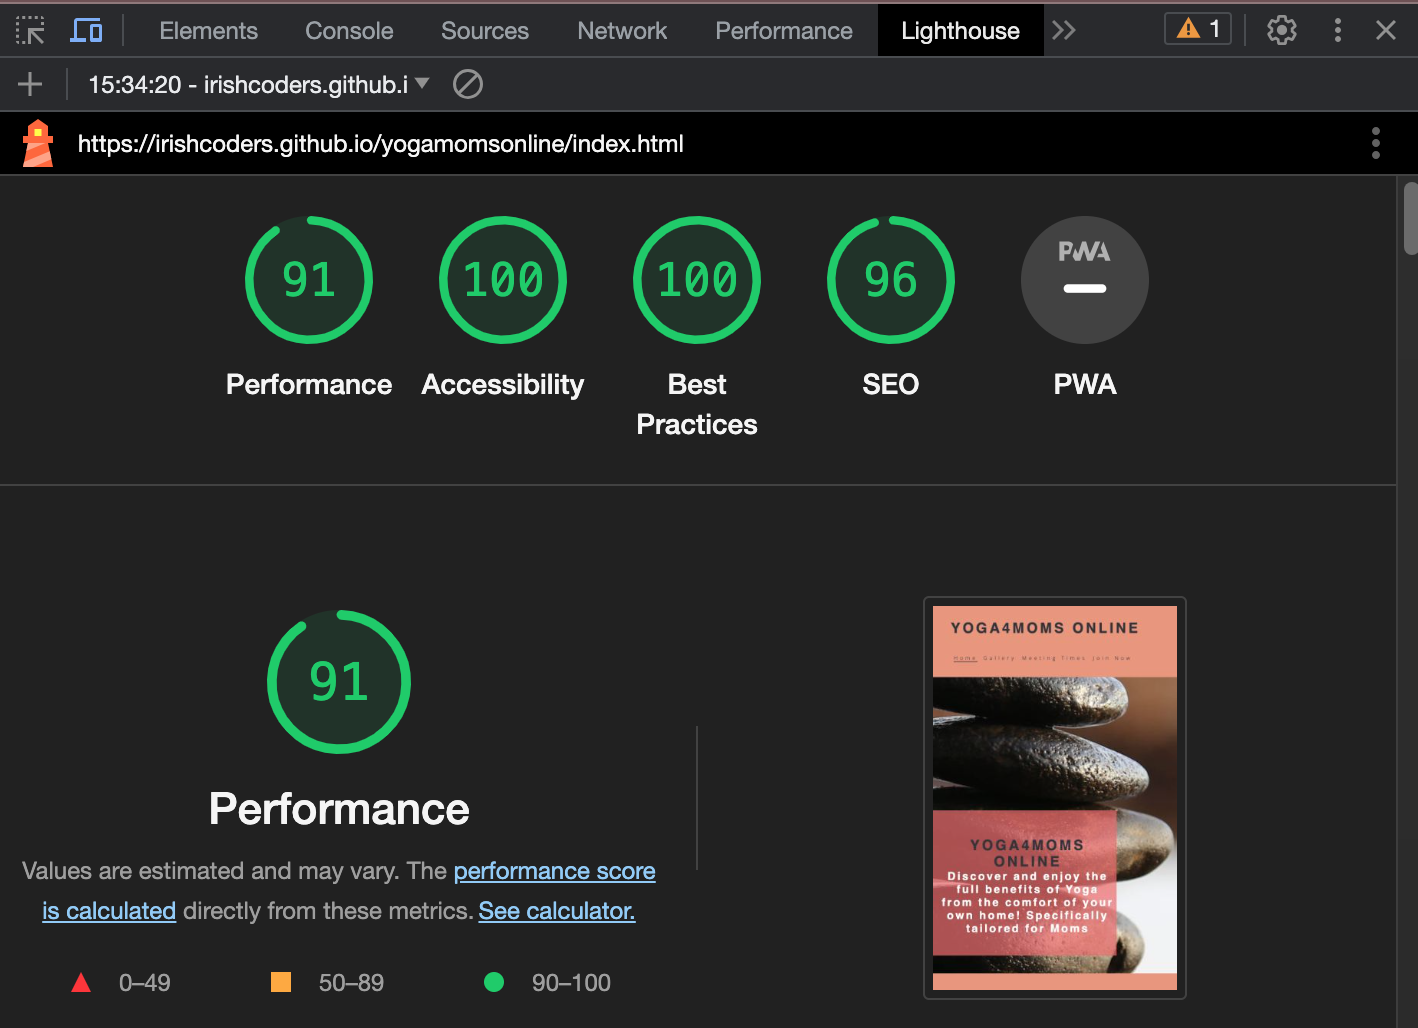 Elements Console Sources Network Performance Lighthouse 1
15:34:20 - irishcoders.github.i
https://irishcoders.github.io/yogamomsonline/index.html
91 100 100 96 PWA
Performance Accessibility Best Practices SEO PWA
91
Performance
Values are estimated and may vary. The performance score
is calculated directly from these metrics. See calculator.
0–49 50–89 90–100
YOGA4MOMS ONLINE
Home Gallery Meeting Times Join Now
YOGA4MOMS
ONLINE
Discover and enjoy the
full benefits of Yoga
from the comfort of your
own home! Specifically
tailored for Moms